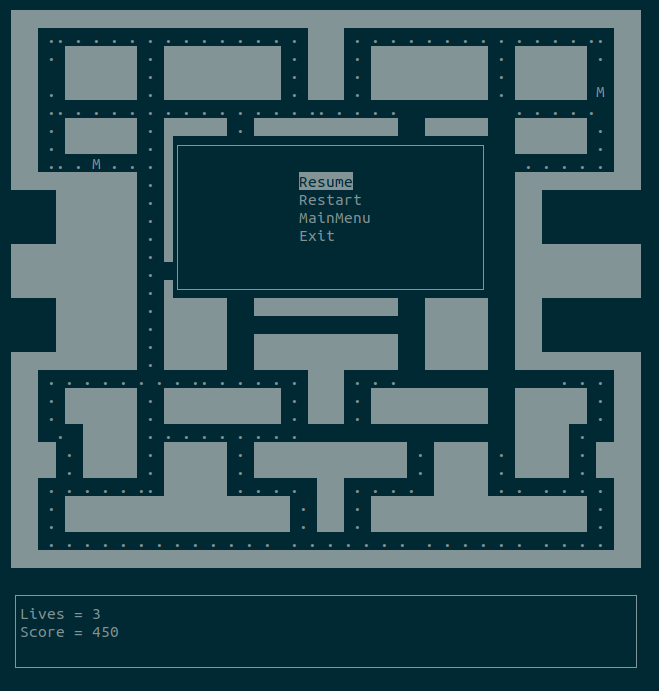 M
M
Resume
Restart
MainMenu
Exit
Lives = 3
Score = 450